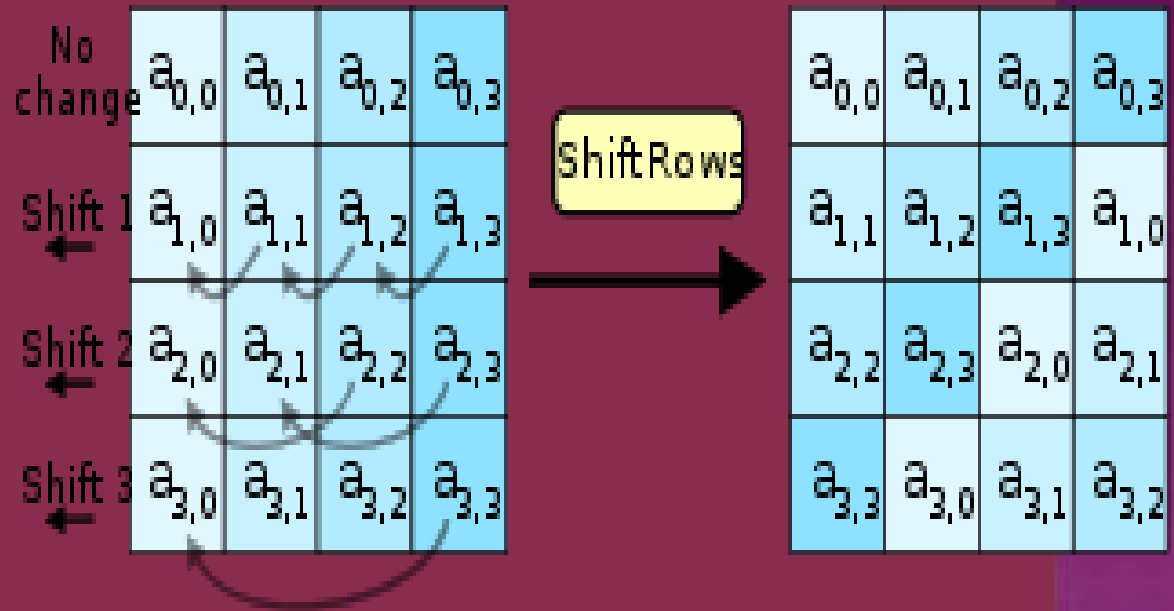 No
change
a0,0 a0,1 a0,2 a0,3
Shift 1
a1,0 a1,1 a1,2 a1,3
Shift 2
a2,0 a2,1 a2,2 a2,3
Shift 3
a3,0 a3,1 a3,2 a3,3
ShiftRows
a0,0 a0,1 a0,2 a0,3
a1,1 a1,2 a1,3 a1,0
a2,2 a2,3 a2,0 a2,1
a3,3 a3,0 a3,1 a3,2